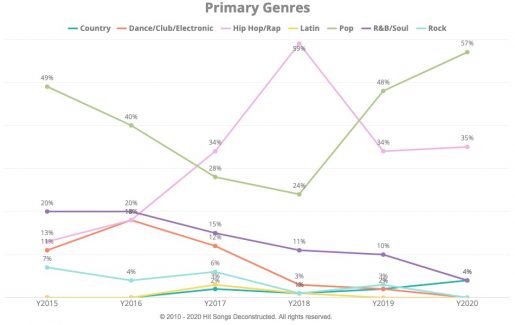 Primary Genres
Country Dance/Club/Electronic Hip Hop/Rap Latin Pop R&B/Soul Rock
59%
57%
49%
48%
40%
34% 34% 35%
28%
24%
20% 20%
18%
15%
13%
12%
11% 11% 10%
7%
6%
4% 3% 3% 4%
Y2015 Y2016 Y2017 Y2018 Y2019 Y2020
© 2010 - 2020 Hit Songs Deconstructed. All rights reserved.